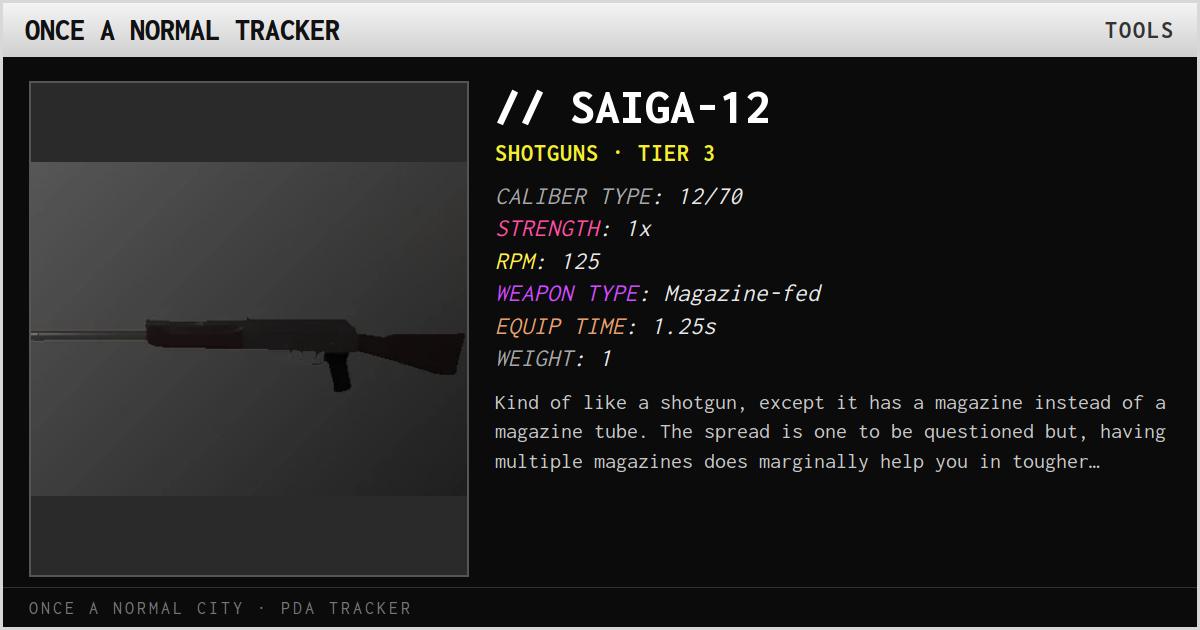 ONCE A NORMAL TRACKER
TOOLS
// SAIGA-12
SHOTGUNS · TIER 3
CALIBER TYPE: 12/70
STRENGTH: 1x
RPM: 125
WEAPON TYPE: Magazine-fed
EQUIP TIME: 1.25s
WEIGHT: 1
Kind of like a shotgun, except it has a magazine instead of a
magazine tube. The spread is one to be questioned but, having
multiple magazines does marginally help you in tougher…
ONCE A NORMAL CITY · PDA TRACKER